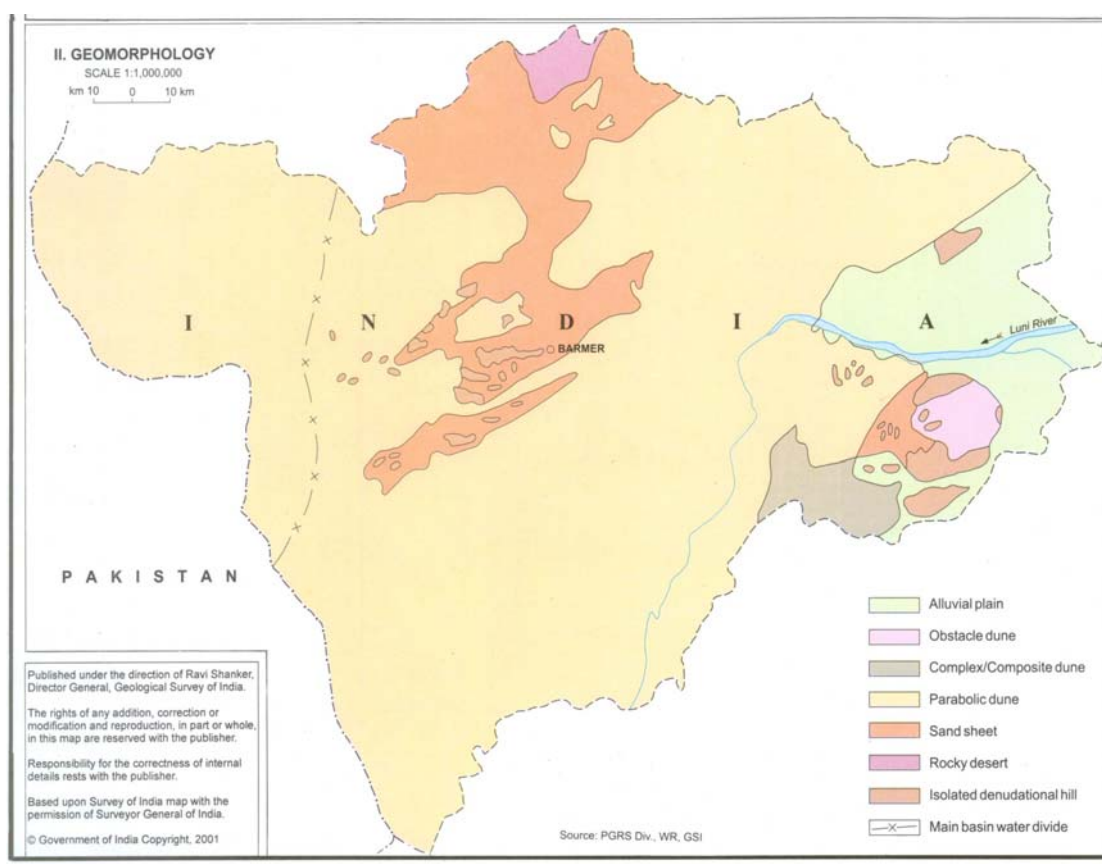 II. GEOMORPHOLOGY
SCALE 1:1,000,000
km 10 0 10 km
I N D I A
Luni River
BARMER
PAKISTAN
Alluvial plain
Obstacle dune
Complex/Composite dune
Parabolic dune
Sand sheet
Rocky desert
Isolated denudational hill
Main basin water divide
Published under the direction of Ravi Shanker,
Director General, Geological Survey of India.
The rights of any addition, correction or
modification and reproduction, in part or whole,
in this map are reserved with the publisher.
Responsibility for the correctness of internal
details rests with the publisher.
Based upon Survey of India map with the
permission of Surveyor General of India.
© Government of India Copyright, 2001
Source: PGRS Div., WR, GSI